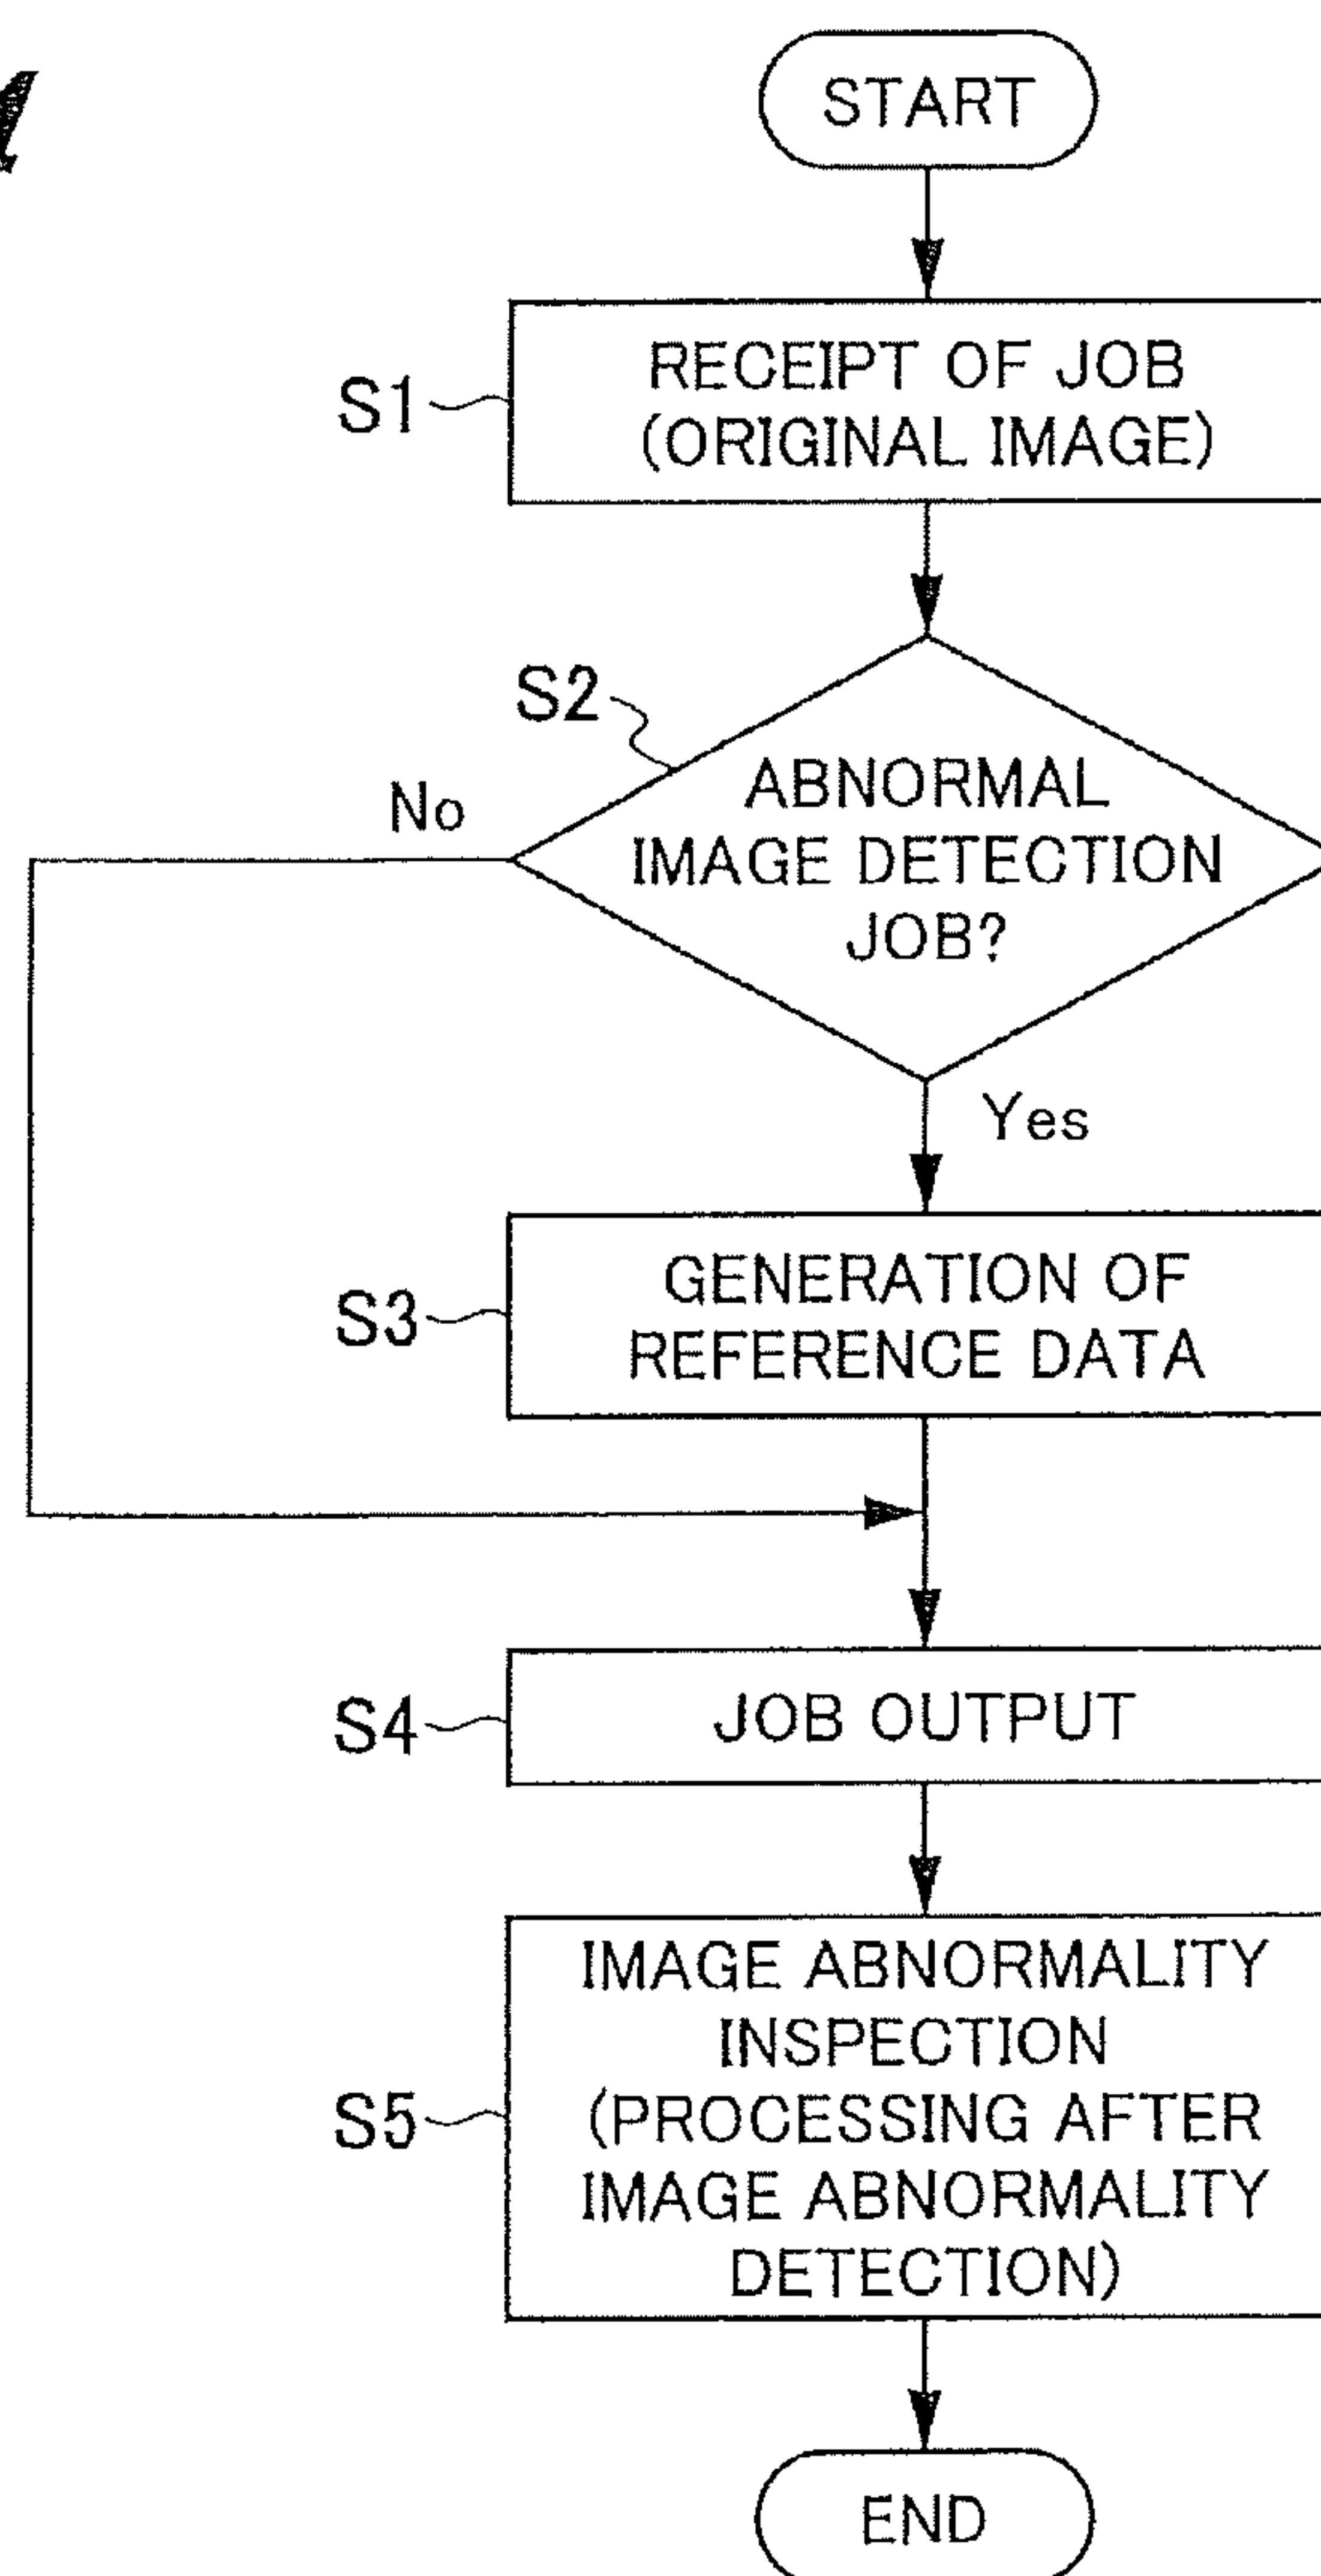 START
S1
RECEIPT OF JOB
(ORIGINAL IMAGE)
S2
No
ABNORMAL
IMAGE DETECTION
JOB?
Yes
S3
GENERATION OF
REFERENCE DATA
S4
JOB OUTPUT
S5
IMAGE ABNORMALITY
INSPECTION
(PROCESSING AFTER
IMAGE ABNORMALITY
DETECTION)
END